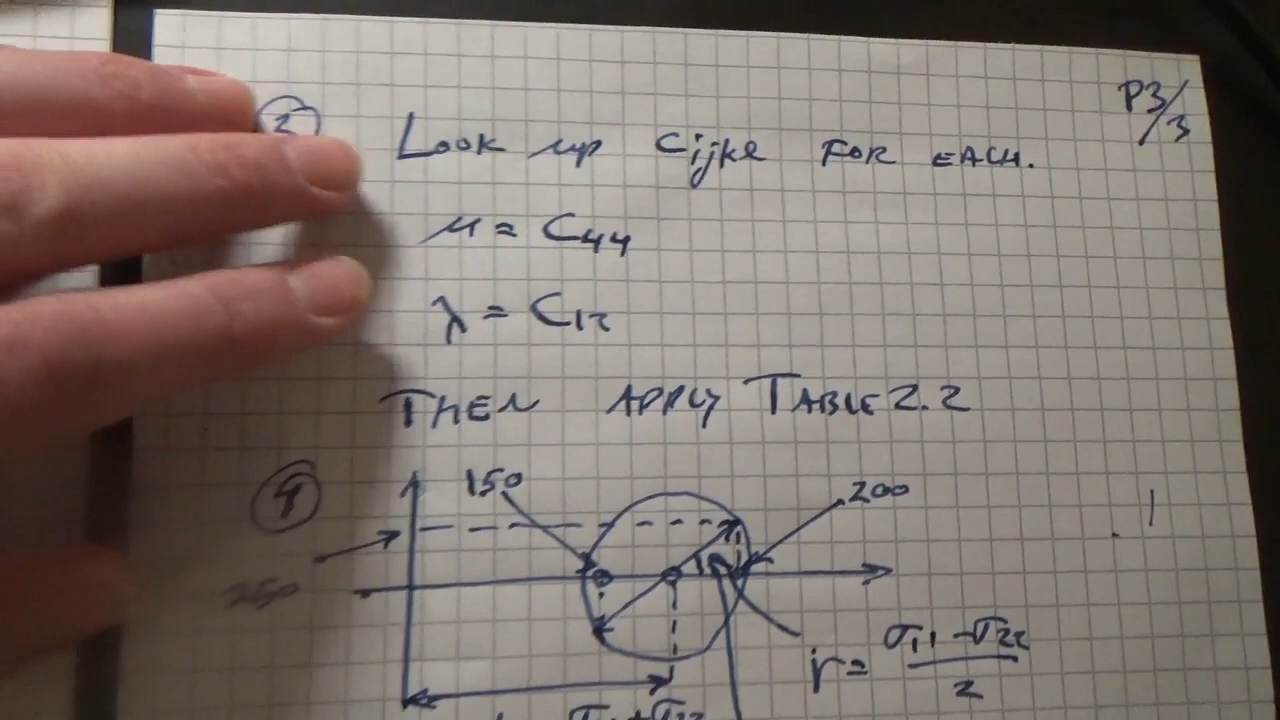 P3/3
3 Look up Cijkl FOR EACH.
μ = C44
λ = C12
THEN APPLY TABLE 2.2
4
150
200
r = σ11 - σ22 / 2